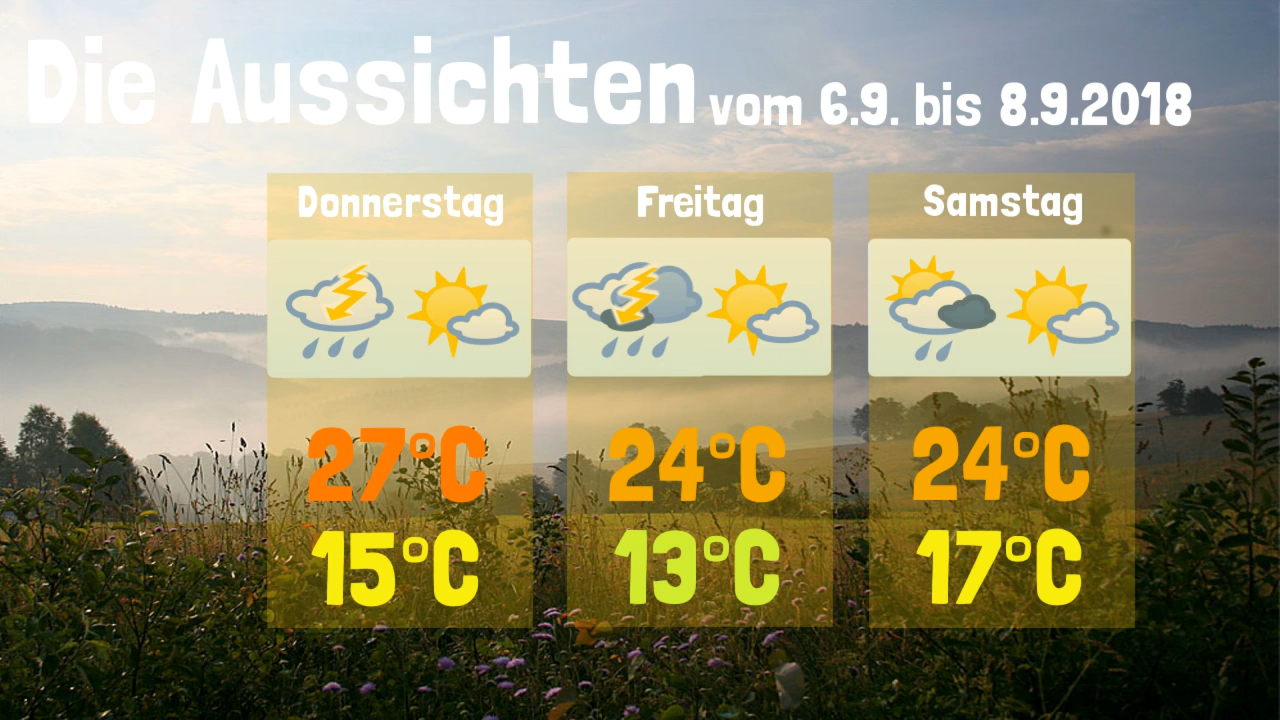 Die Aussichten vom 6.9. bis 8.9.2018
Donnerstag Freitag Samstag
27°C 24°C 24°C
15°C 13°C 17°C